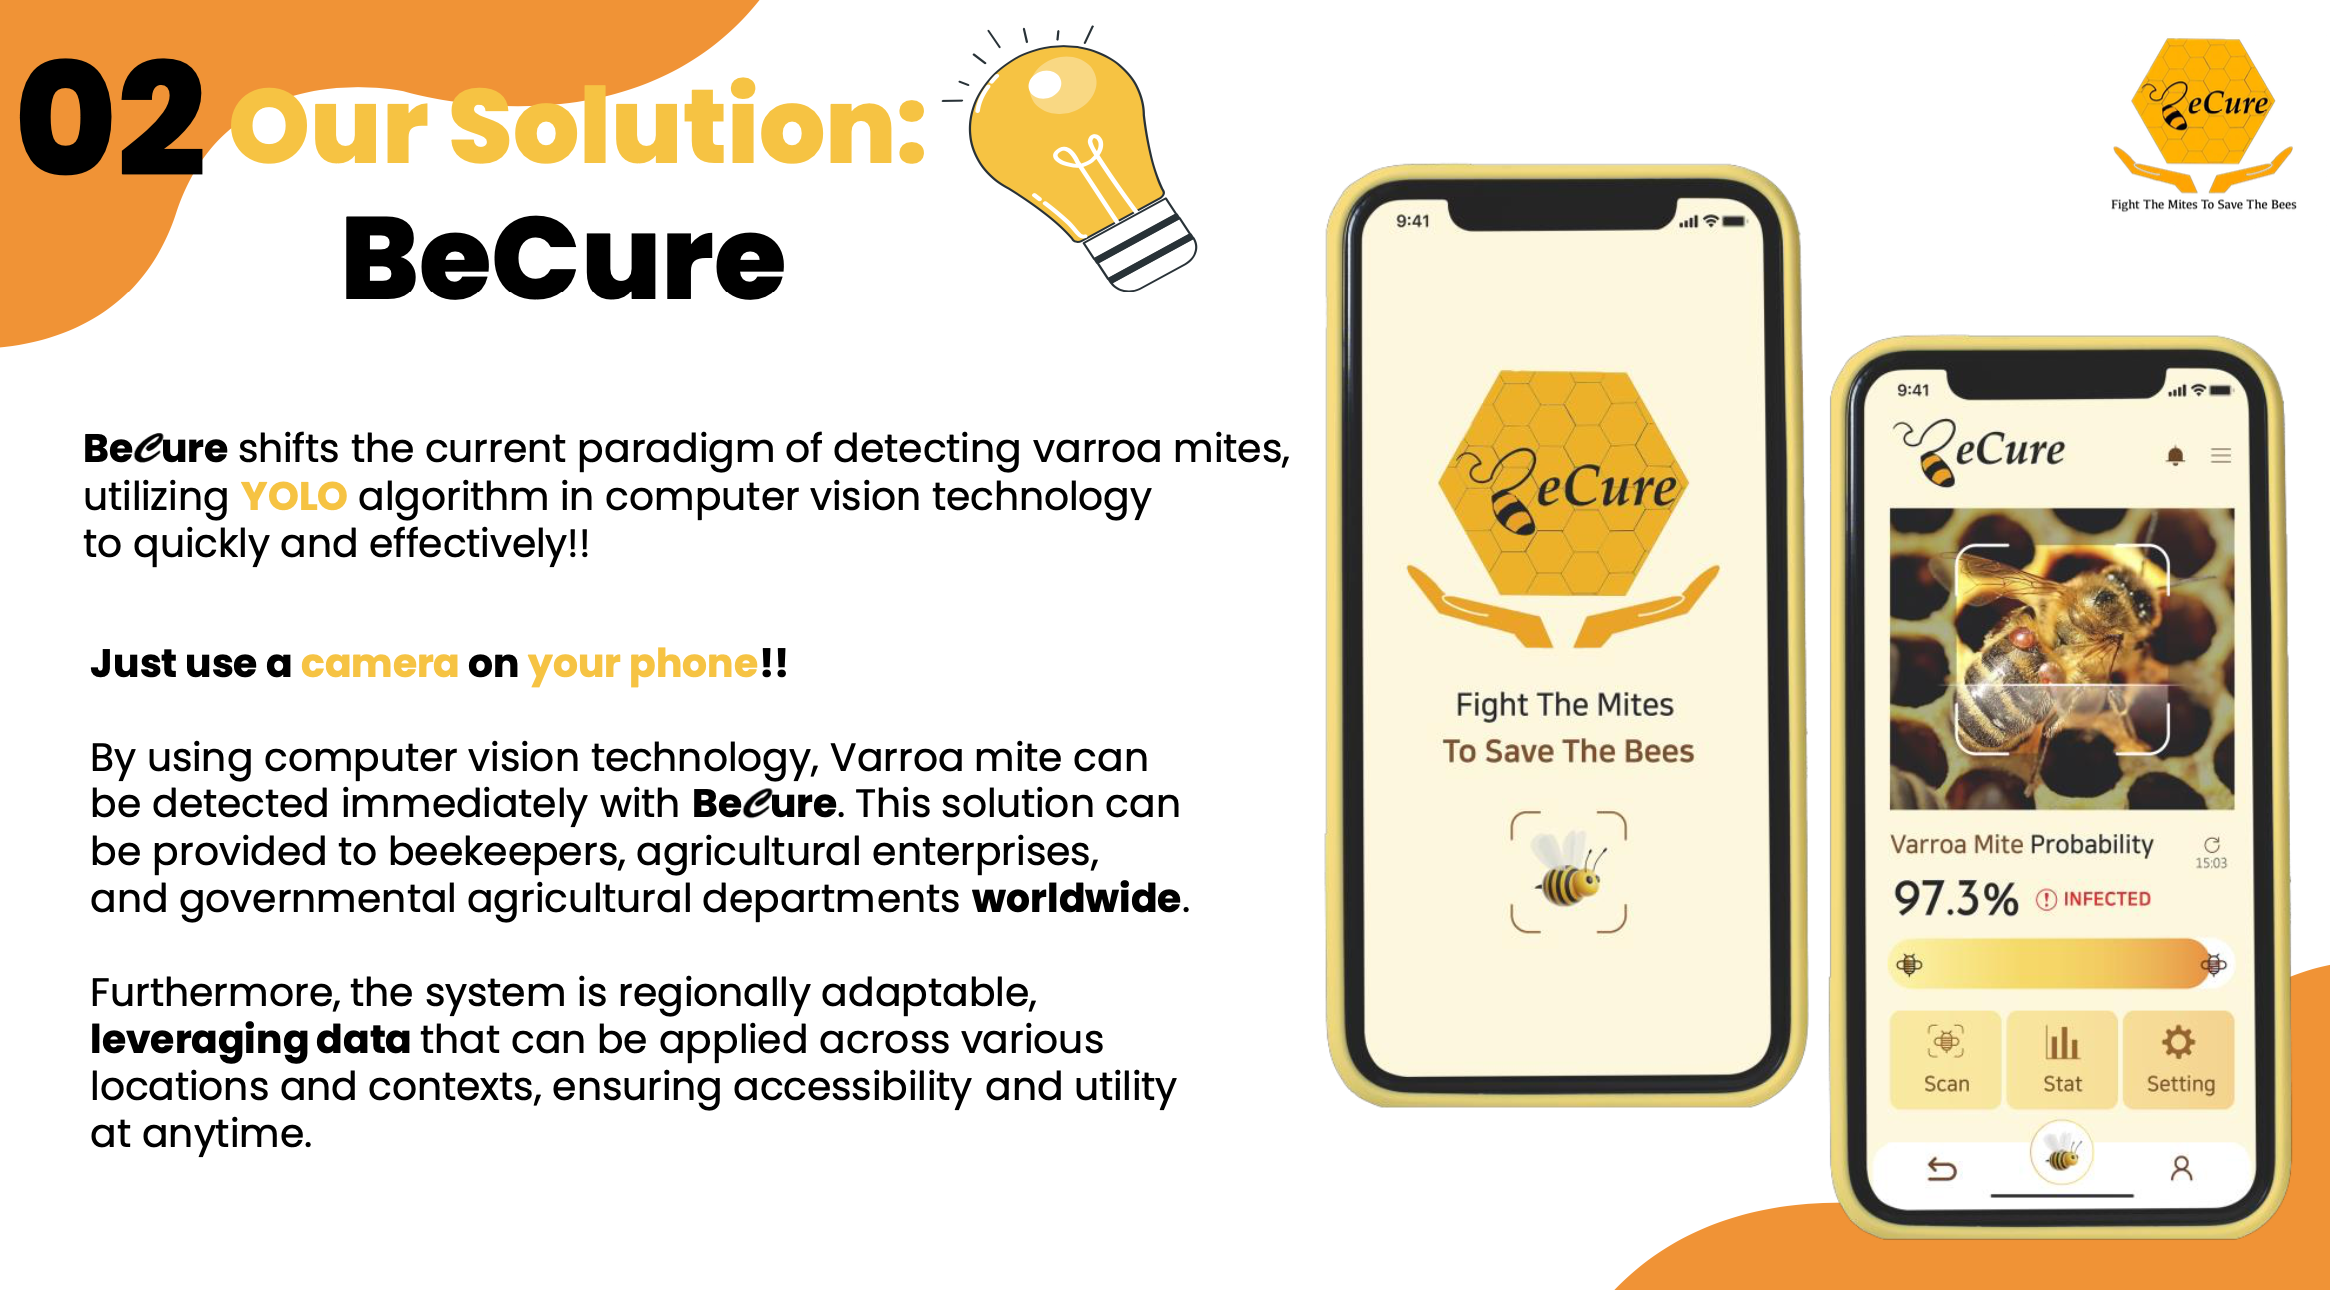 02 Our Solution:
BeCure
BeCure shifts the current paradigm of detecting varroa mites,
utilizing YOLO algorithm in computer vision technology
to quickly and effectively!!
Just use a camera on your phone!!
By using computer vision technology, Varroa mite can
be detected immediately with BeCure. This solution can
be provided to beekeepers, agricultural enterprises,
and governmental agricultural departments worldwide.
Furthermore, the system is regionally adaptable,
leveraging data that can be applied across various
locations and contexts, ensuring accessibility and utility
at anytime.
9:41
BeCure
Fight The Mites
To Save The Bees
BeCure
Fight The Mites To Save The Bees
9:41
BeCure
Varroa Mite Probability
15:03
97.3% INFECTED
Scan Stat Setting